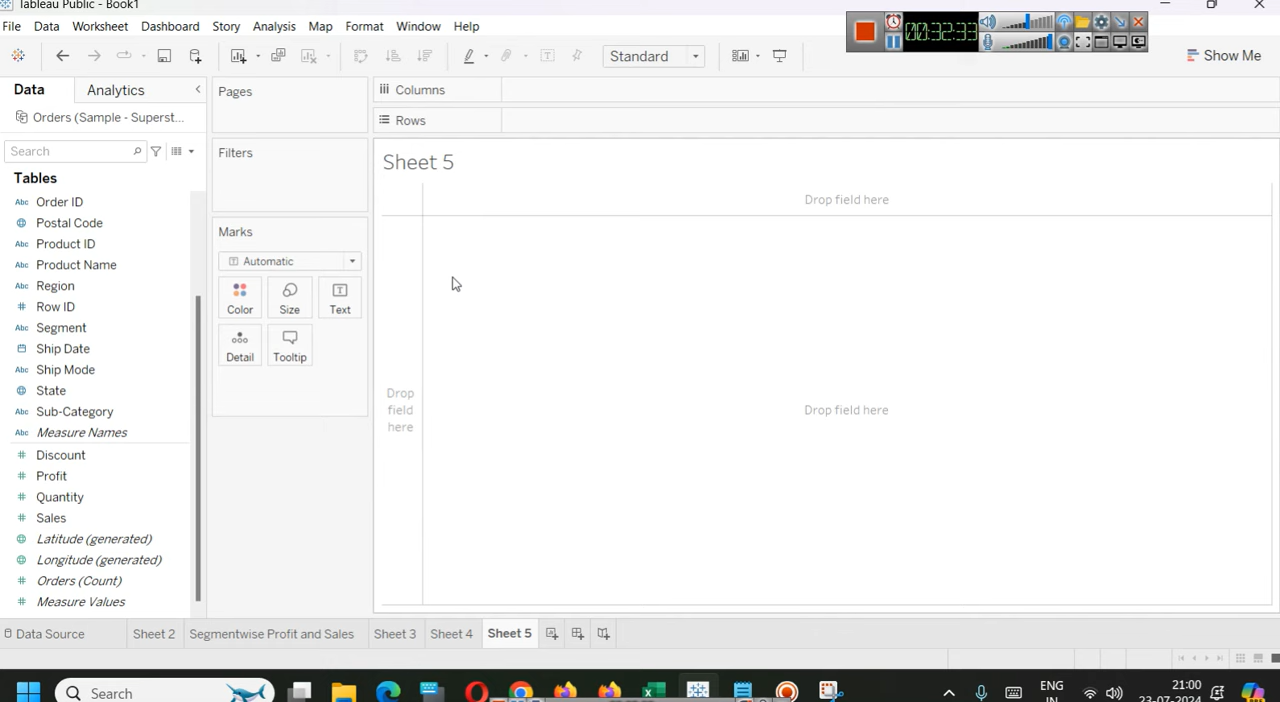 Tableau Public - Book1
File Data Worksheet Dashboard Story Analysis Map Format Window Help
00:32:33
Standard
Show Me
Data Analytics
Pages
Columns
Orders (Sample - Superst...
Rows
Search
Filters
Sheet 5
Tables
Order ID
Drop field here
Postal Code
Marks
Product ID
Automatic
Product Name
Region
Color Size Text
Row ID
Segment
Ship Date
Detail Tooltip
Ship Mode
State
Drop
field
here
Drop field here
Sub-Category
Measure Names
Discount
Profit
Quantity
Sales
Latitude (generated)
Longitude (generated)
Orders (Count)
Measure Values
Data Source Sheet 2 Segmentwise Profit and Sales Sheet 3 Sheet 4 Sheet 5
Search
ENG
IN
21:00
23-07-2024